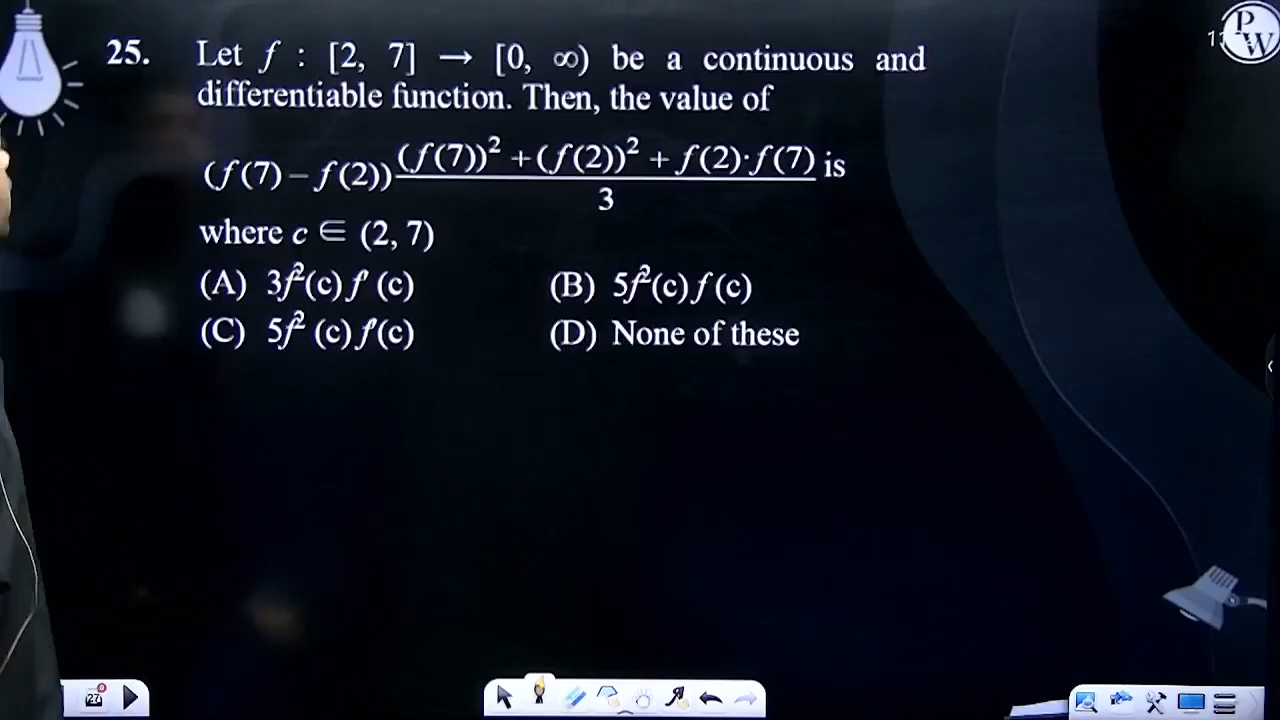 P
W
25. Let f : [2, 7] → [0, ∞) be a continuous and
differentiable function. Then, the value of
(f(7) – f(2)) (f(7))² + (f(2))² + f(2)·f(7) / 3 is
where c ∈ (2, 7)
(A) 3f²(c) f′ (c) (B) 5f²(c) f (c)
(C) 5f² (c) f′(c) (D) None of these
27